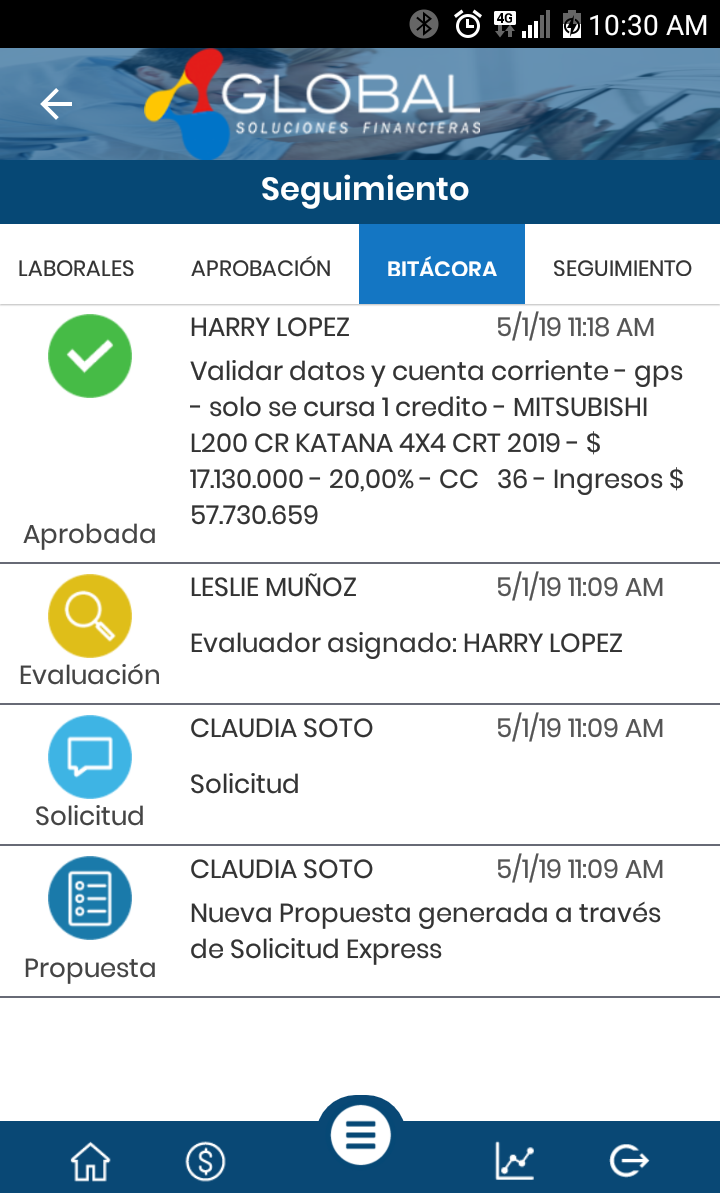 4G 10:30 AM
GLOBAL
SOLUCIONES FINANCIERAS
Seguimiento
LABORALES APROBACIÓN BITÁCORA SEGUIMIENTO
HARRY LOPEZ 5/1/19 11:18 AM
Validar datos y cuenta corriente - gps
- solo se cursa 1 credito - MITSUBISHI
L200 CR KATANA 4X4 CRT 2019 - $
17.130.000 - 20,00% - CC   36 - Ingresos $
57.730.659
Aprobada
LESLIE MUÑOZ 5/1/19 11:09 AM
Evaluador asignado: HARRY LOPEZ
Evaluación
CLAUDIA SOTO 5/1/19 11:09 AM
Solicitud
Solicitud
CLAUDIA SOTO 5/1/19 11:09 AM
Nueva Propuesta generada a través
de Solicitud Express
Propuesta